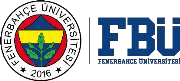 FENERBAHÇE ÜNİVERSİTESİ
2016
FBÜ
FENERBAHÇE ÜNİVERSİTESİ